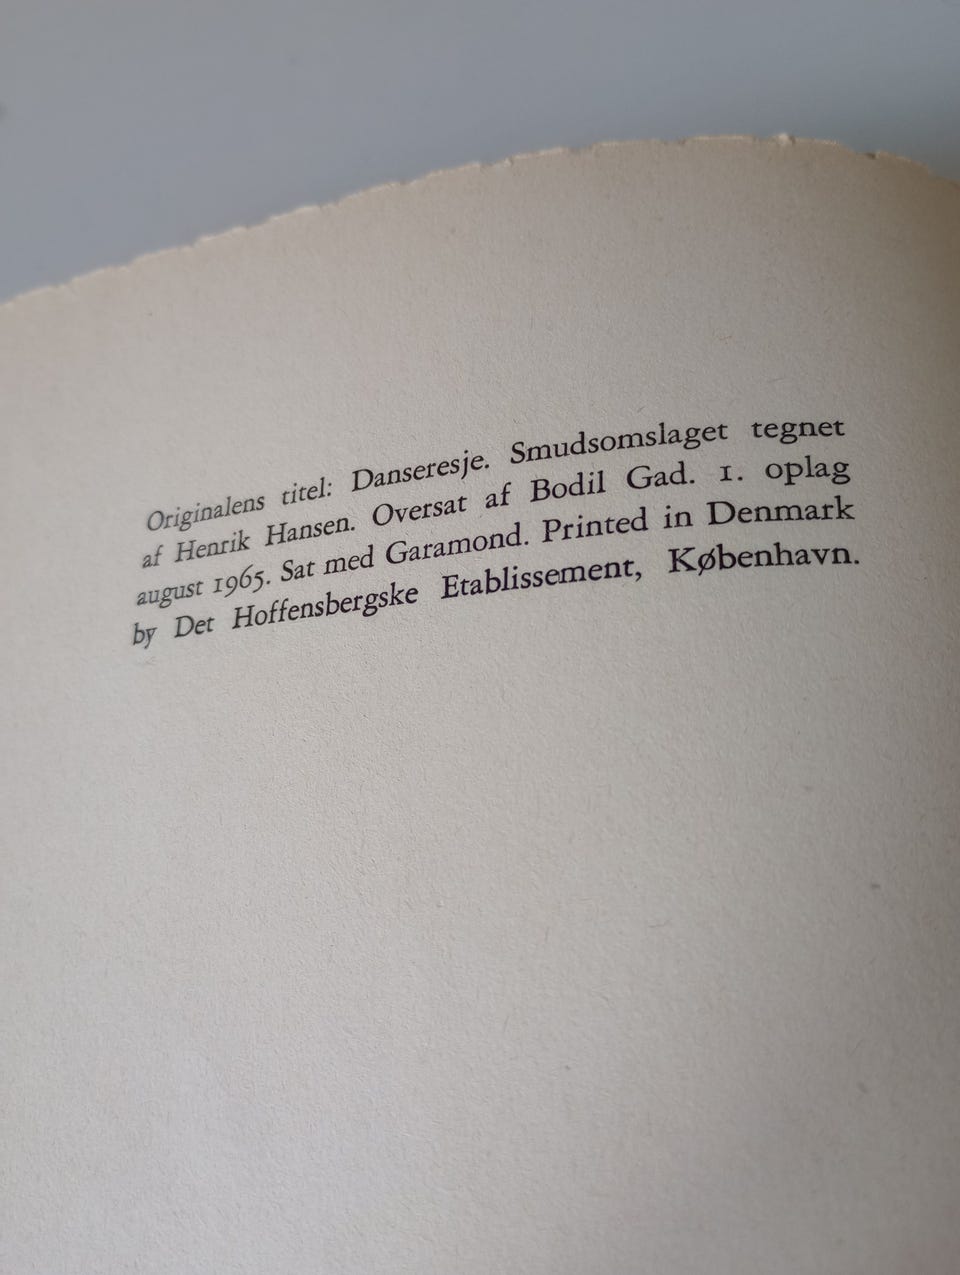 Originalens titel: Danseresje. Smudsomslaget tegnet
af Henrik Hansen. Oversat af Bodil Gad. 1. oplag
august 1965. Sat med Garamond. Printed in Denmark
by Det Hoffensbergske Etablissement, København.